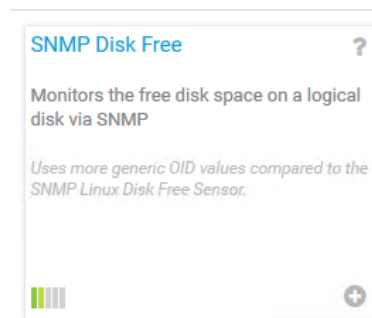 SNMP Disk Free
?
Monitors the free disk space on a logical
disk via SNMP
Uses more generic OID values compared to the
SNMP Linux Disk Free Sensor.